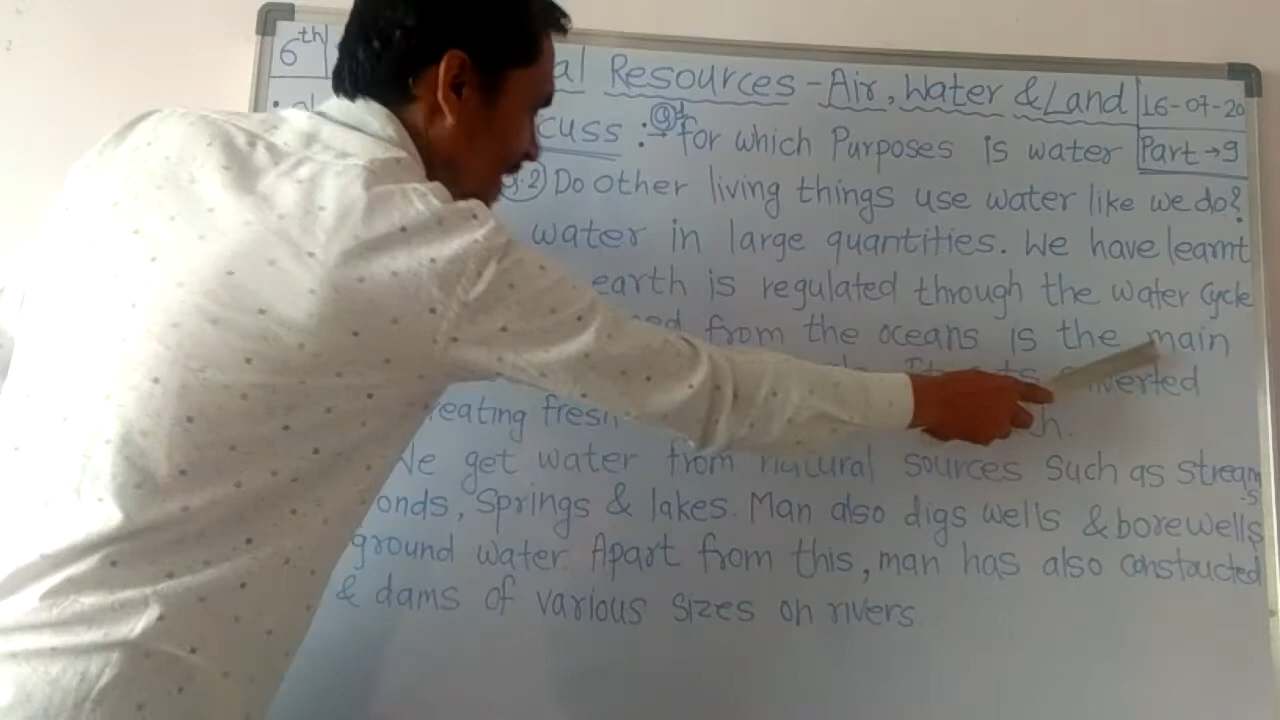 6th al Resources - Air, Water & Land 16-07-20
cuss : Q.1 for which Purposes is water Part → 9
Q.2 Do other living things use water like we do?
water in large quantities. We have learnt
earth is regulated through the water cycle
ed from the oceans is the main
It gets nverted
reating fresh h.
We get water from natural sources such as streams
onds, springs & lakes. Man also digs wells & borewells
ground water. Apart from this, man has also constructed
& dams of various sizes on rivers